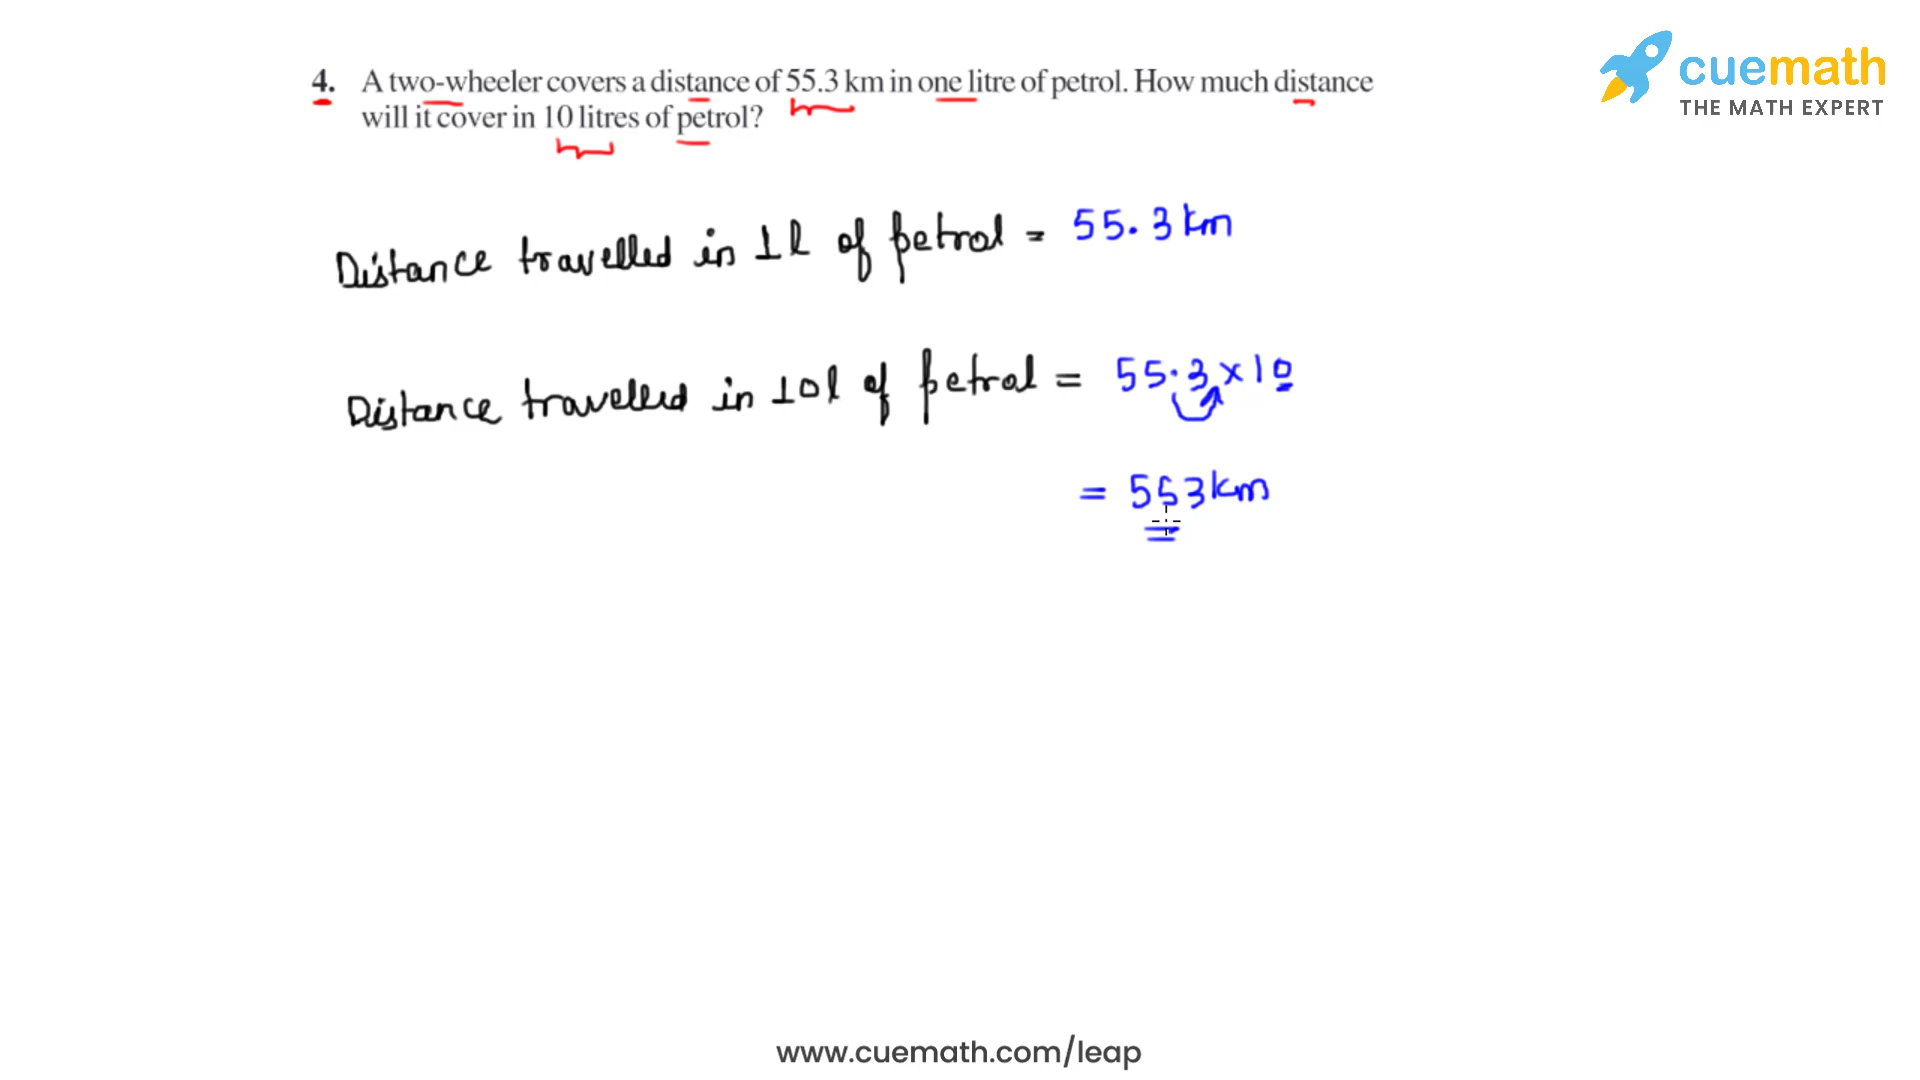 cuemath
THE MATH EXPERT
4. A two-wheeler covers a distance of 55.3 km in one litre of petrol. How much distance
will it cover in 10 litres of petrol?
Distance travelled in 1l of petrol = 55.3 km
Distance travelled in 10l of petrol = 55.3 x 10
= 553 km
www.cuemath.com/leap